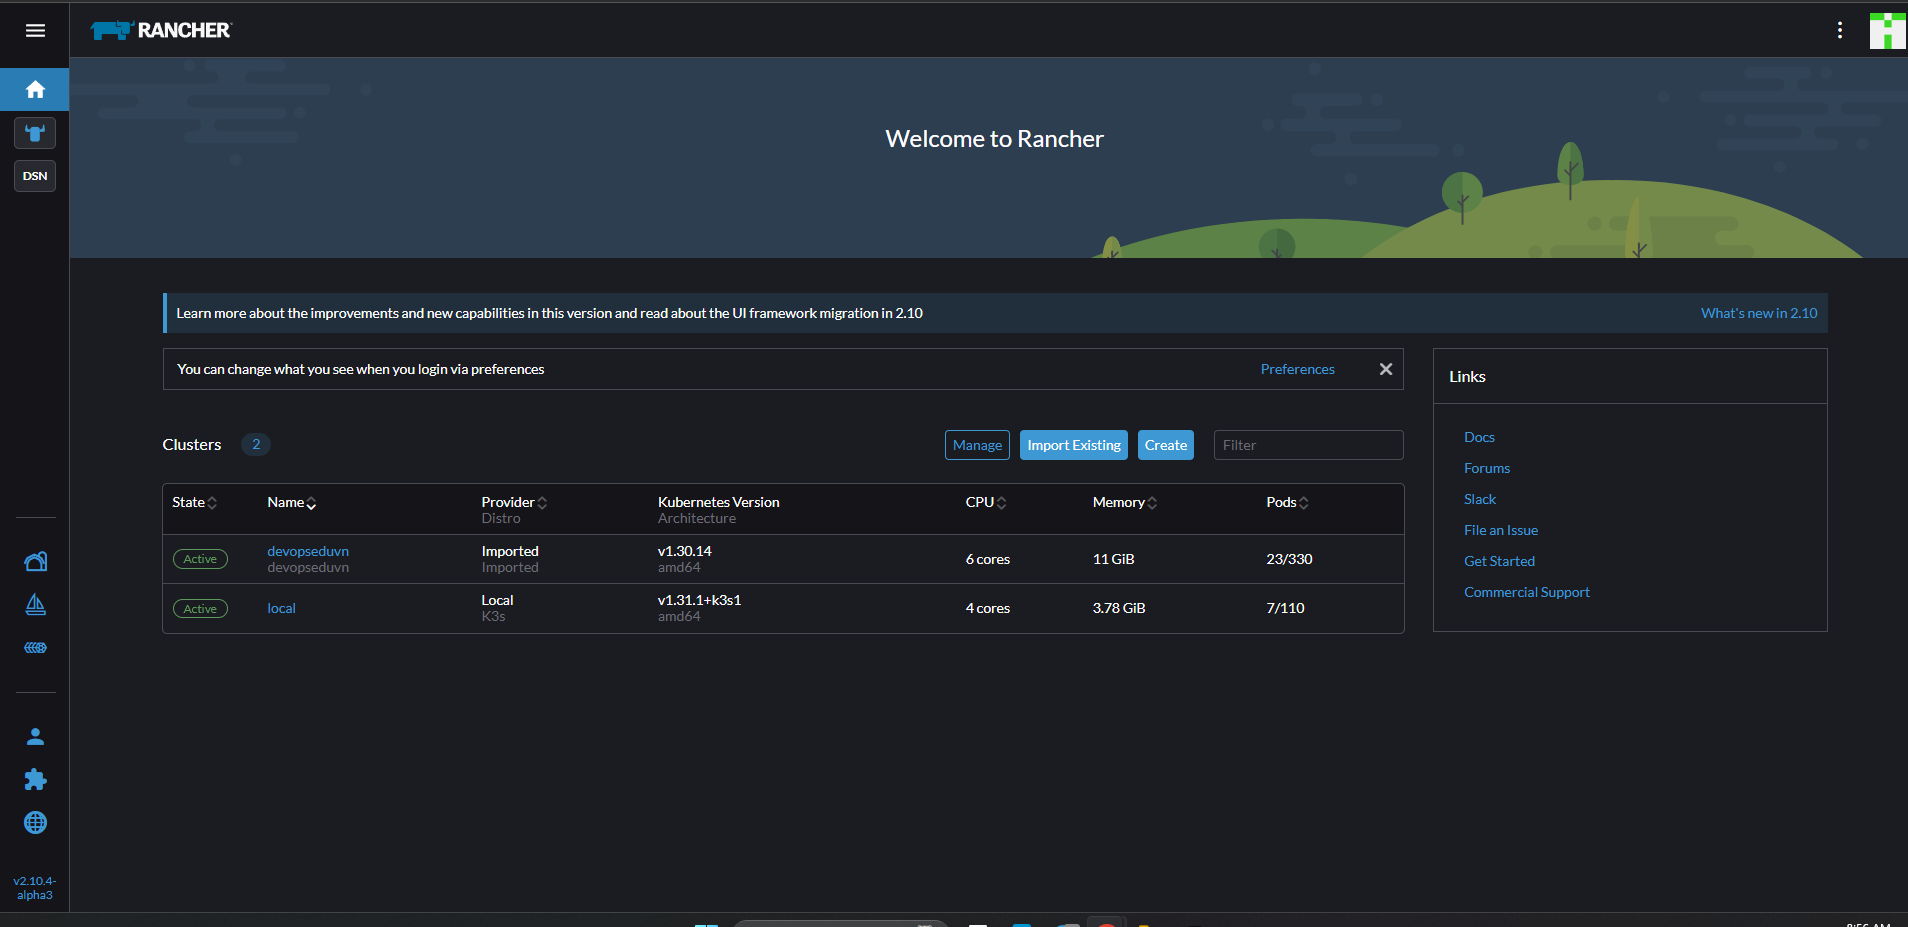 RANCHER
DSN
Welcome to Rancher
Learn more about the improvements and new capabilities in this version and read about the UI framework migration in 2.10 What's new in 2.10
You can change what you see when you login via preferences Preferences
Links
Clusters 2 Manage Import Existing Create Filter
Docs
Forums
Slack
File an Issue
Get Started
Commercial Support
State Name Provider Kubernetes Version CPU Memory Pods
Distro Architecture
Active devopseduvn Imported v1.30.14 6 cores 11 GiB 23/330
devopseduvn Imported amd64
Active local Local v1.31.1+k3s1 4 cores 3.78 GiB 7/110
K3s amd64
v2.10.4-
alpha3